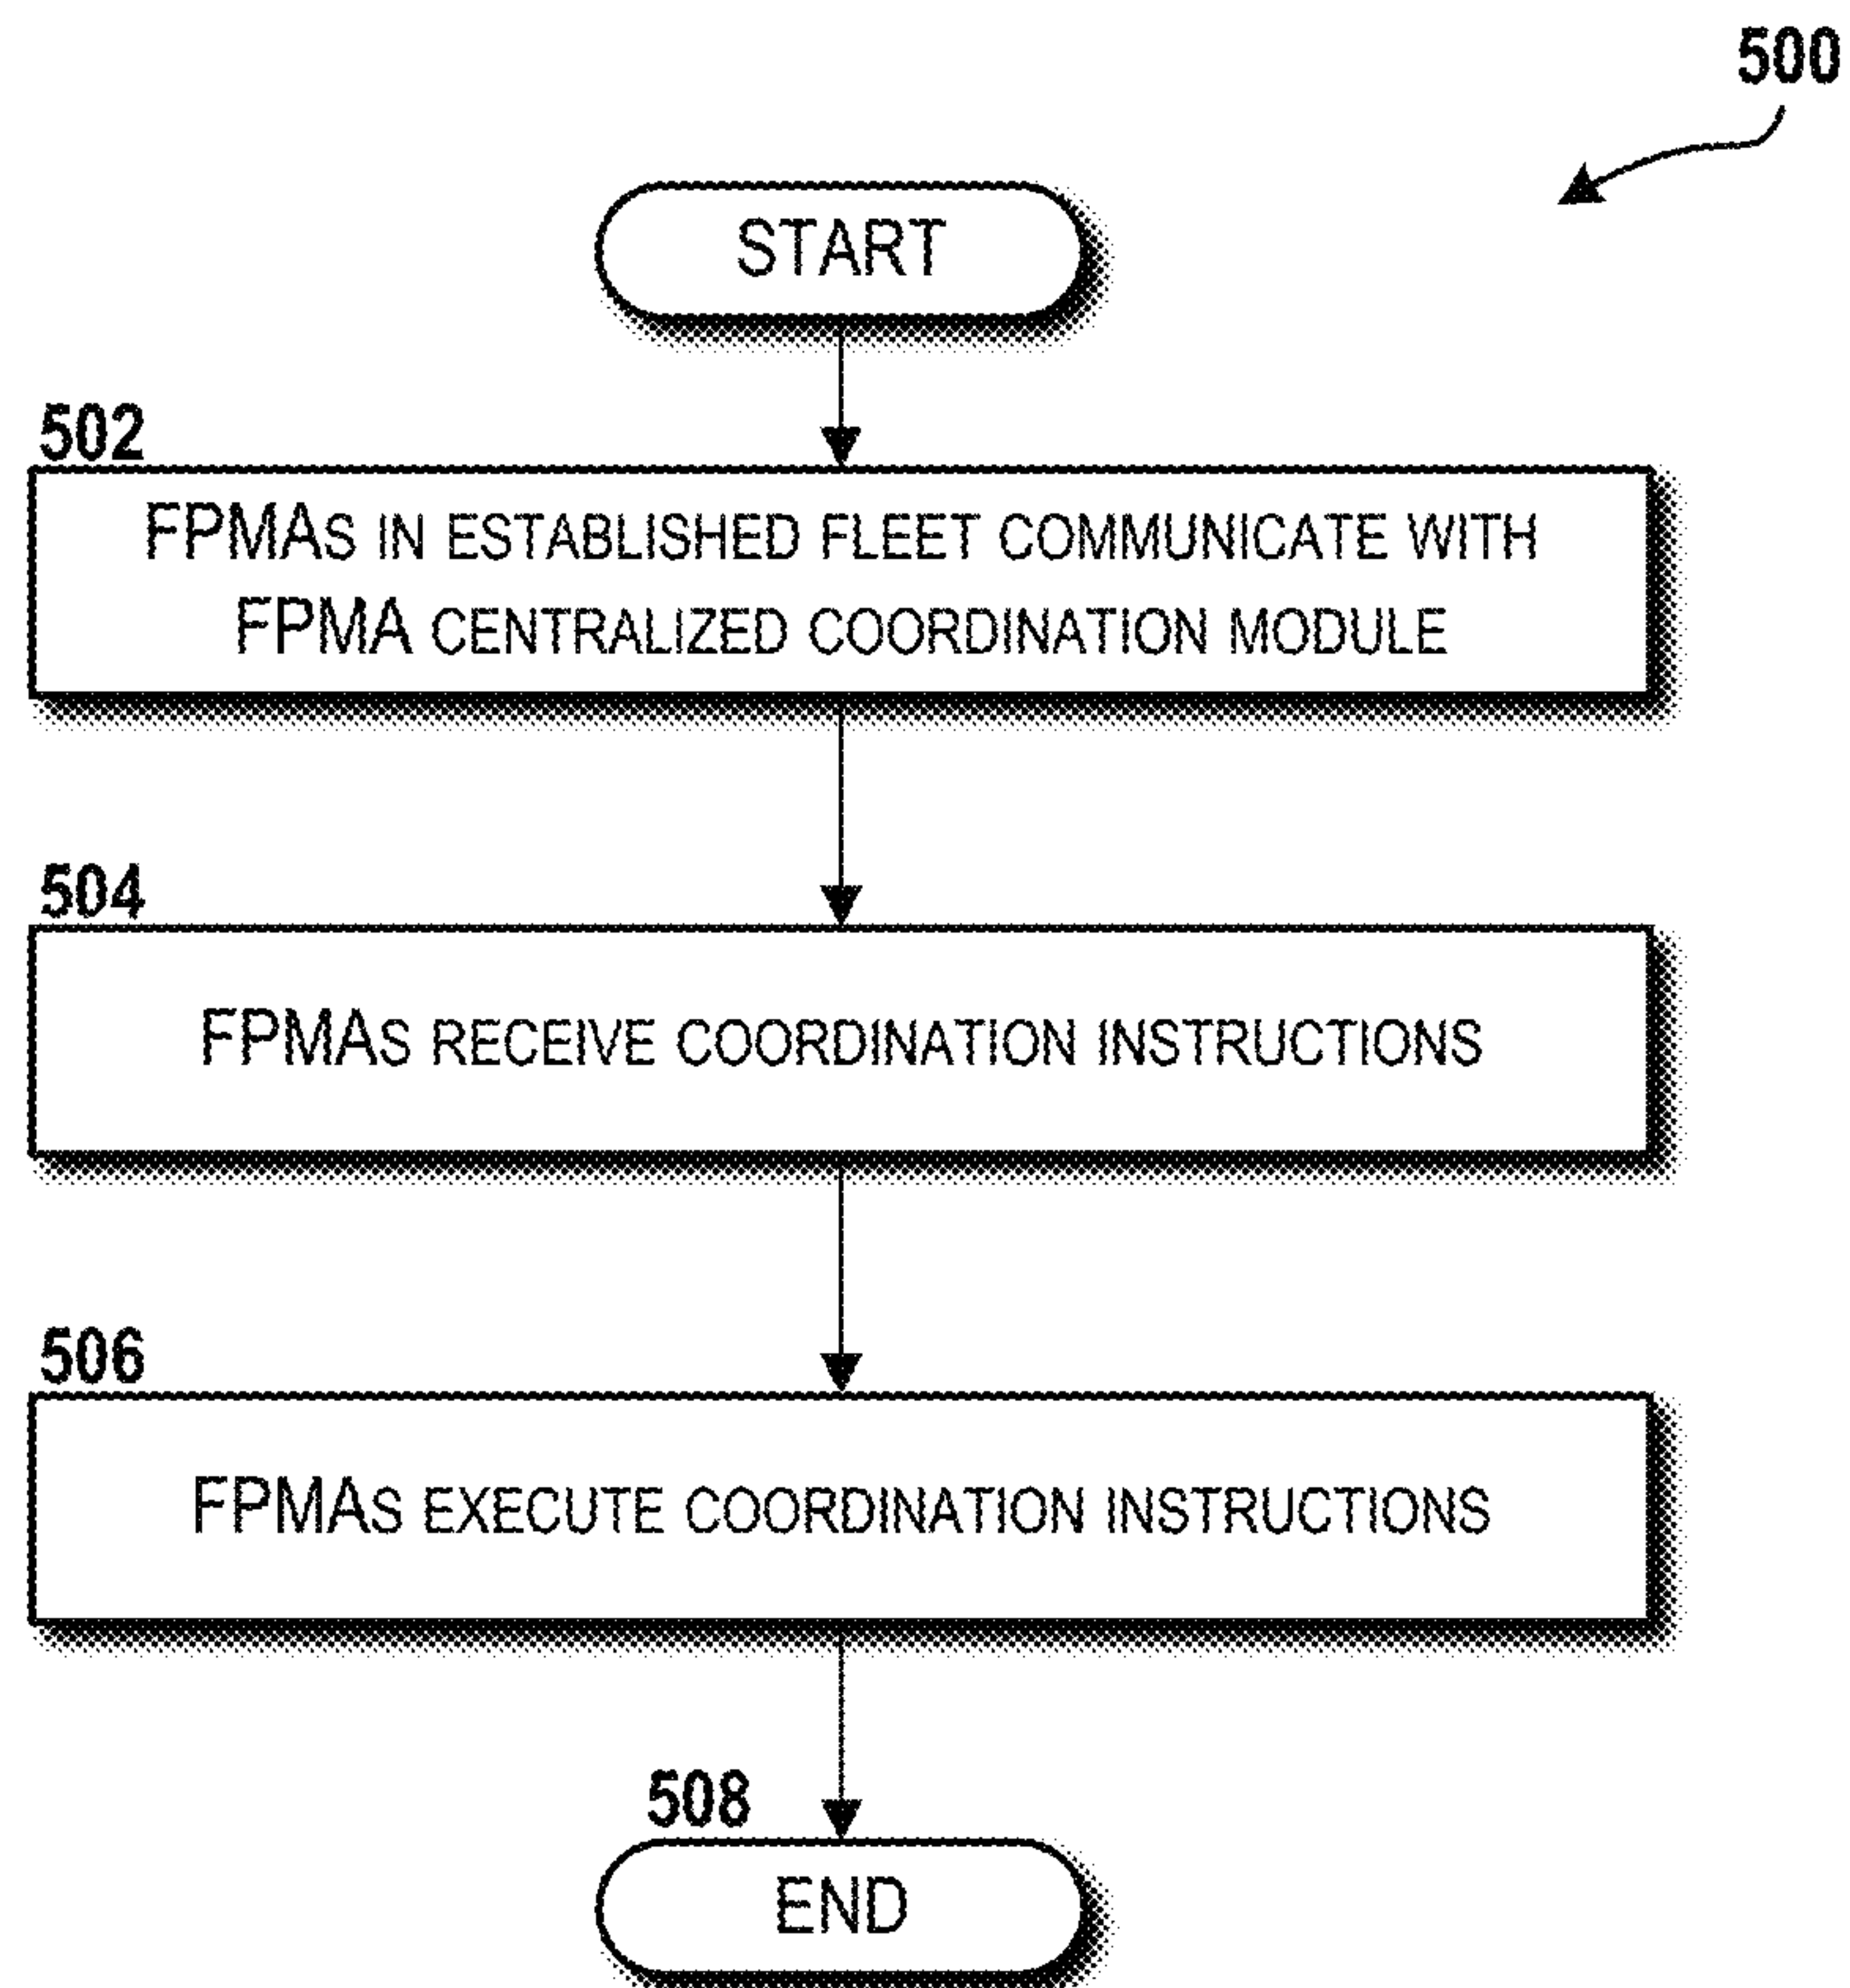 500
START
502
FPMAS IN ESTABLISHED FLEET COMMUNICATE WITH
FPMA CENTRALIZED COORDINATION MODULE
504
FPMAS RECEIVE COORDINATION INSTRUCTIONS
506
FPMAS EXECUTE COORDINATION INSTRUCTIONS
508
END